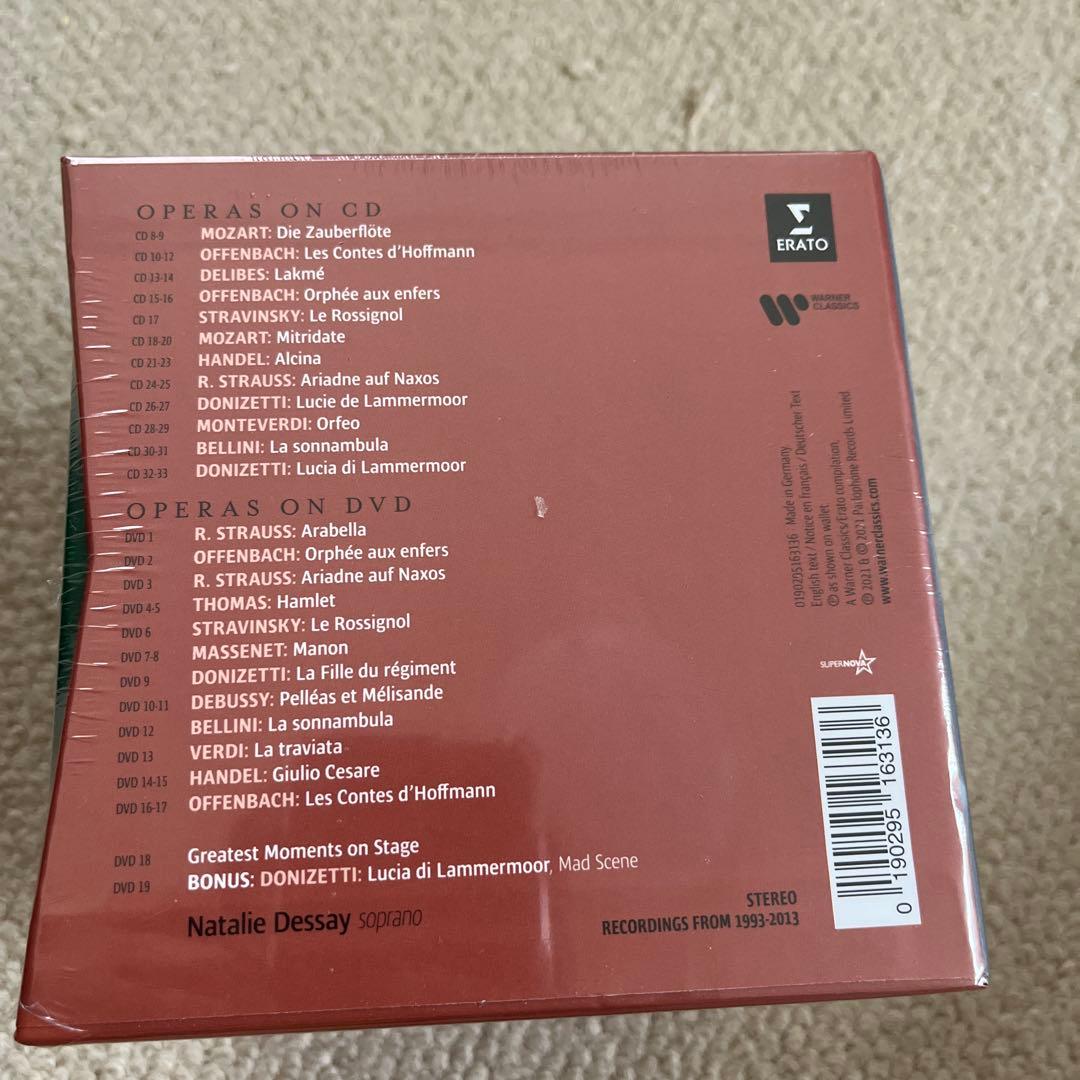 OPERAS ON CD
CD 8-9 MOZART: Die Zauberflöte
CD 10-12 OFFENBACH: Les Contes d'Hoffmann
CD 13-14 DELIBES: Lakmé
CD 15-16 OFFENBACH: Orphée aux enfers
CD 17 STRAVINSKY: Le Rossignol
CD 18-20 MOZART: Mitridate
CD 21-23 HANDEL: Alcina
CD 24-25 R. STRAUSS: Ariadne auf Naxos
CD 26-27 DONIZETTI: Lucie de Lammermoor
CD 28-29 MONTEVERDI: Orfeo
CD 30-31 BELLINI: La sonnambula
CD 32-33 DONIZETTI: Lucia di Lammermoor
OPERAS ON DVD
DVD 1 R. STRAUSS: Arabella
DVD 2 OFFENBACH: Orphée aux enfers
DVD 3 R. STRAUSS: Ariadne auf Naxos
DVD 4-5 THOMAS: Hamlet
DVD 6 STRAVINSKY: Le Rossignol
DVD 7-8 MASSENET: Manon
DVD 9 DONIZETTI: La Fille du régiment
DVD 10-11 DEBUSSY: Pelléas et Mélisande
DVD 12 BELLINI: La sonnambula
DVD 13 VERDI: La traviata
DVD 14-15 HANDEL: Giulio Cesare
DVD 16-17 OFFENBACH: Les Contes d'Hoffmann
DVD 18 Greatest Moments on Stage
DVD 19 BONUS: DONIZETTI: Lucia di Lammermoor, Mad Scene
Natalie Dessay soprano
STEREO
RECORDINGS FROM 1993-2013
ERATO
WARNER
CLASSICS
0190295163136 Made in Germany
English text / Notice en français / Deutscher Text
℗ as shown on wallet
A Warner Classics/Erato compilation,
℗ 2021 & © 2021 Parlophone Records Limited
www.warnerclassics.com
SUPERNOVA
0 190295 163136